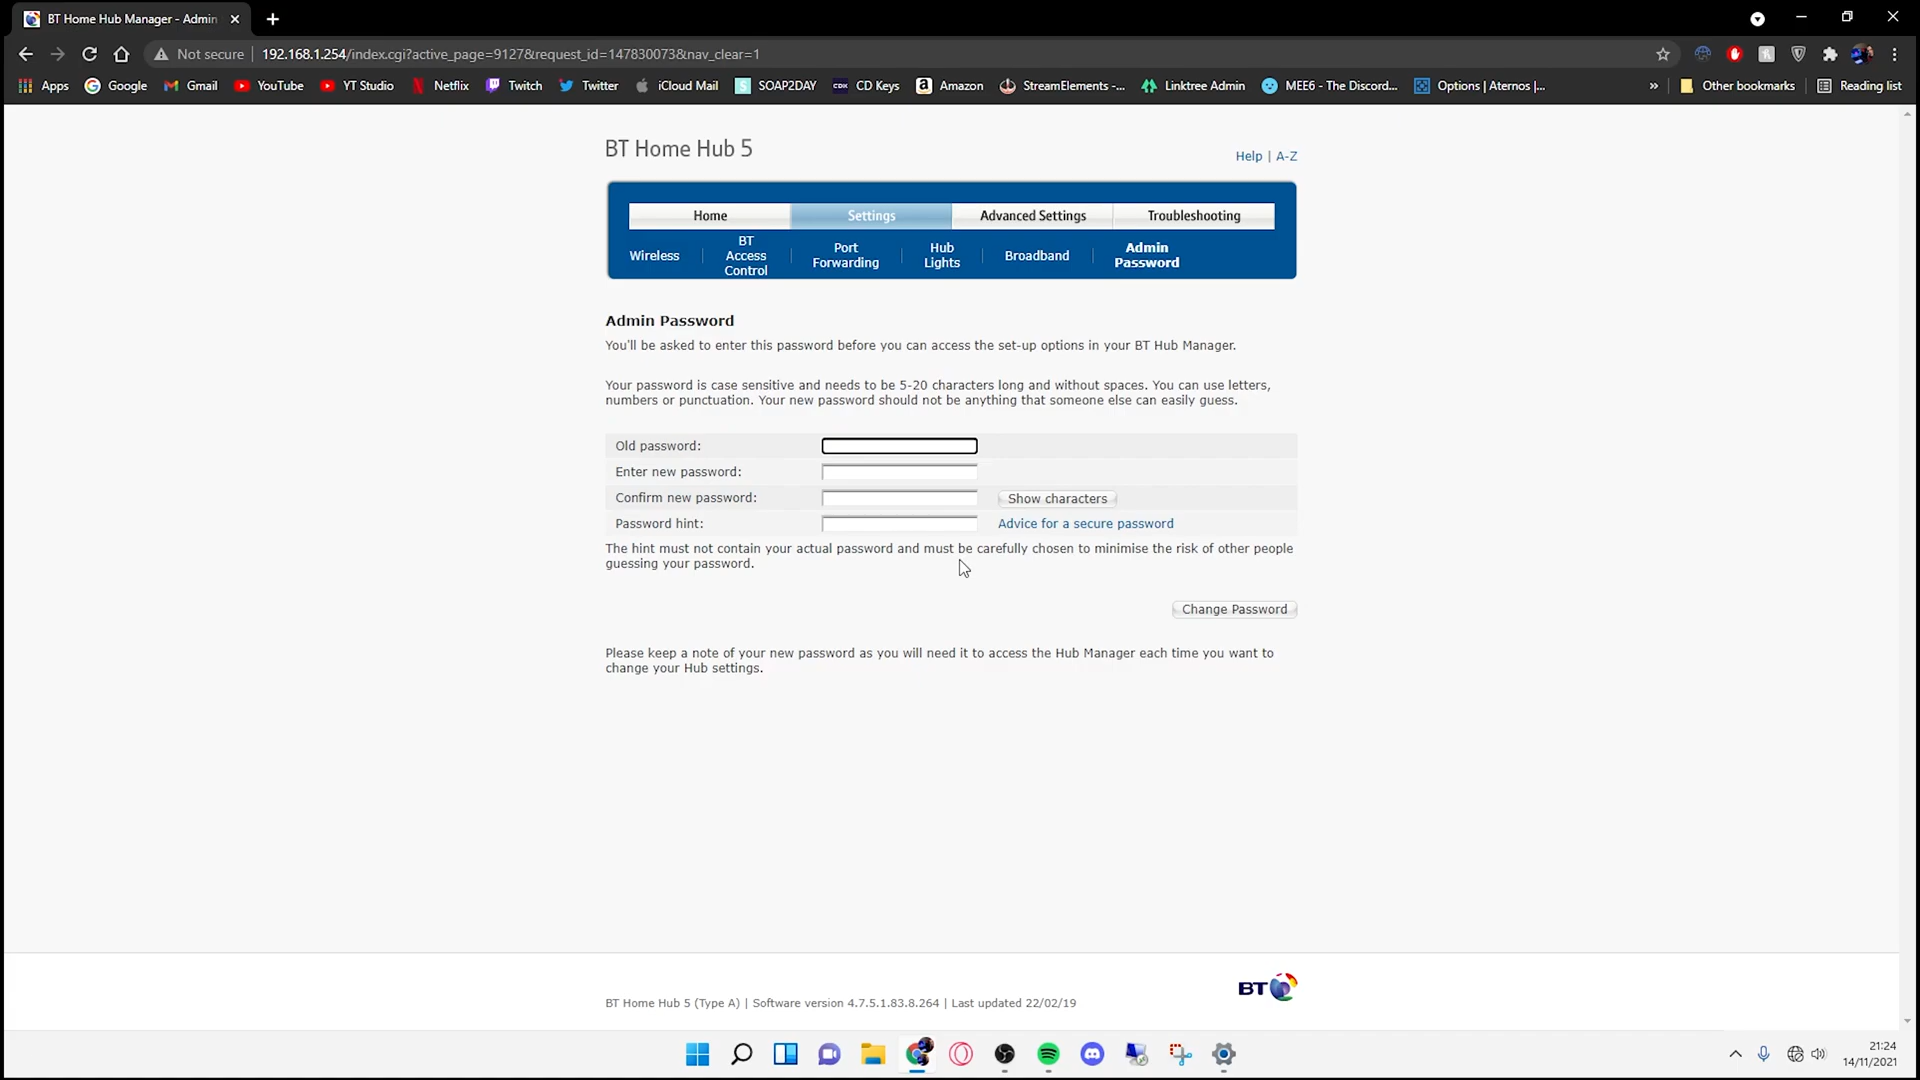 BT Home Hub Manager - Admin
Not secure 192.168.1.254/index.cgi?active_page=9127&request_id=147830073&nav_clear=1
Apps Google Gmail YouTube YT Studio Netflix Twitch Twitter iCloud Mail SOAP2DAY CD Keys Amazon StreamElements -... Linktree Admin MEE6 - The Discord... Options | Aternos |... » Other bookmarks Reading list
BT Home Hub 5
Help | A-Z
Home Settings Advanced Settings Troubleshooting
Wireless
BT
Access
Control
Port
Forwarding
Hub
Lights
Broadband
Admin
Password
Admin Password
You'll be asked to enter this password before you can access the set-up options in your BT Hub Manager.
Your password is case sensitive and needs to be 5-20 characters long and without spaces. You can use letters,
numbers or punctuation. Your new password should not be anything that someone else can easily guess.
Old password:
Enter new password:
Confirm new password: Show characters
Password hint: Advice for a secure password
The hint must not contain your actual password and must be carefully chosen to minimise the risk of other people
guessing your password.
Change Password
Please keep a note of your new password as you will need it to access the Hub Manager each time you want to
change your Hub settings.
BT
BT Home Hub 5 (Type A) | Software version 4.7.5.1.83.8.264 | Last updated 22/02/19
21:24
14/11/2021